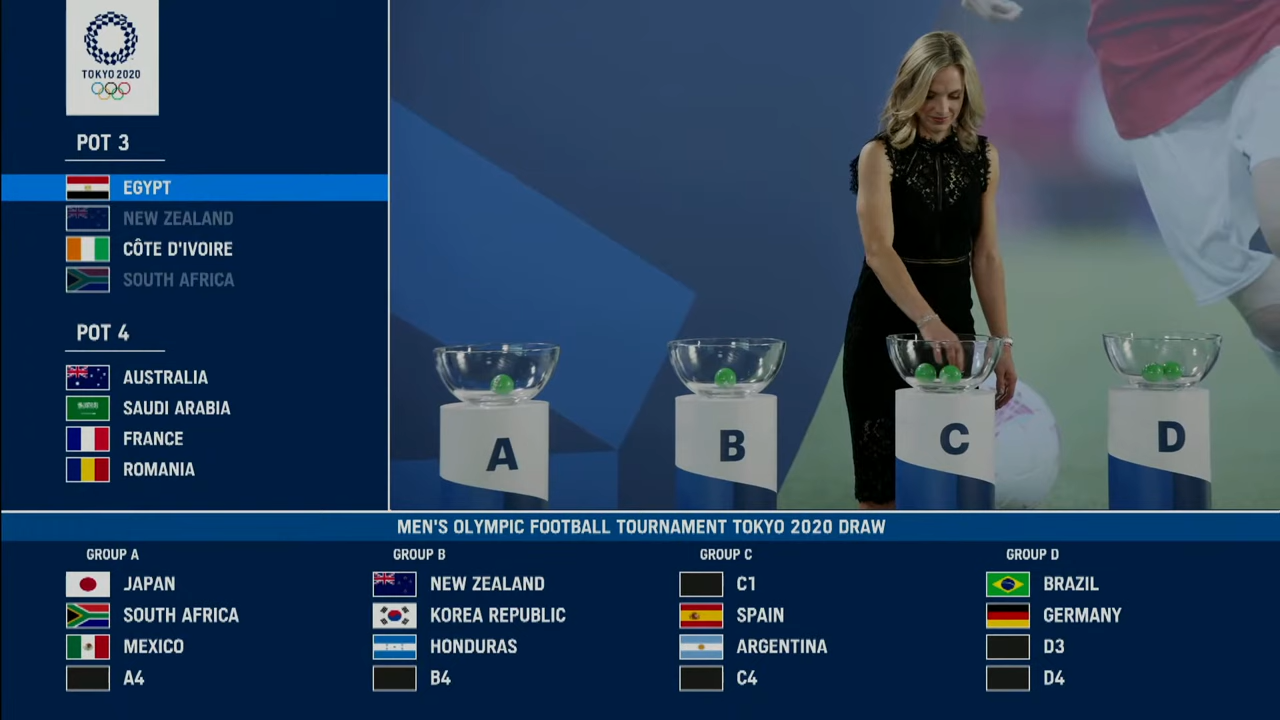 TOKYO 2020
POT 3
EGYPT
NEW ZEALAND
CÔTE D'IVOIRE
SOUTH AFRICA
POT 4
AUSTRALIA
SAUDI ARABIA
FRANCE
ROMANIA
A
B
C
D
MEN'S OLYMPIC FOOTBALL TOURNAMENT TOKYO 2020 DRAW
GROUP A
JAPAN
SOUTH AFRICA
MEXICO
A4
GROUP B
NEW ZEALAND
KOREA REPUBLIC
HONDURAS
B4
GROUP C
C1
SPAIN
ARGENTINA
C4
GROUP D
BRAZIL
GERMANY
D3
D4